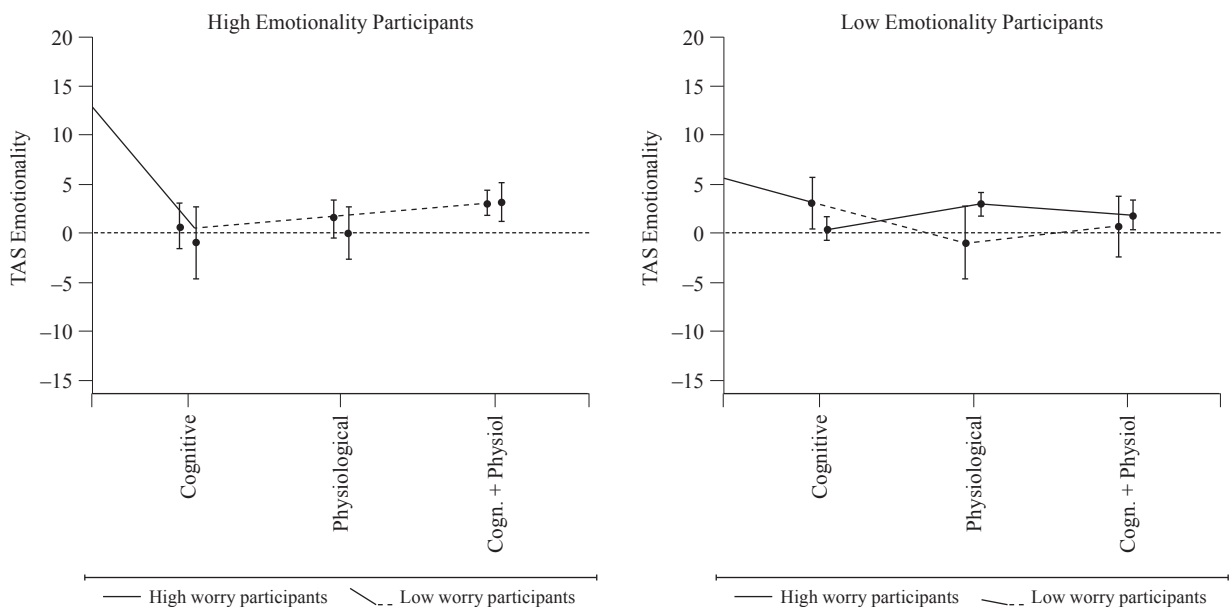 High Emotionality Participants
20
15
10
5
0
–5
–10
–15
TAS Emotionality
Cognitive
Physiological
Cogn. + Physiol
High worry participants
Low worry participants
Low Emotionality Participants
20
15
10
5
0
–5
–10
–15
TAS Emotionality
Cognitive
Physiological
Cogn. + Physiol
High worry participants
Low worry participants